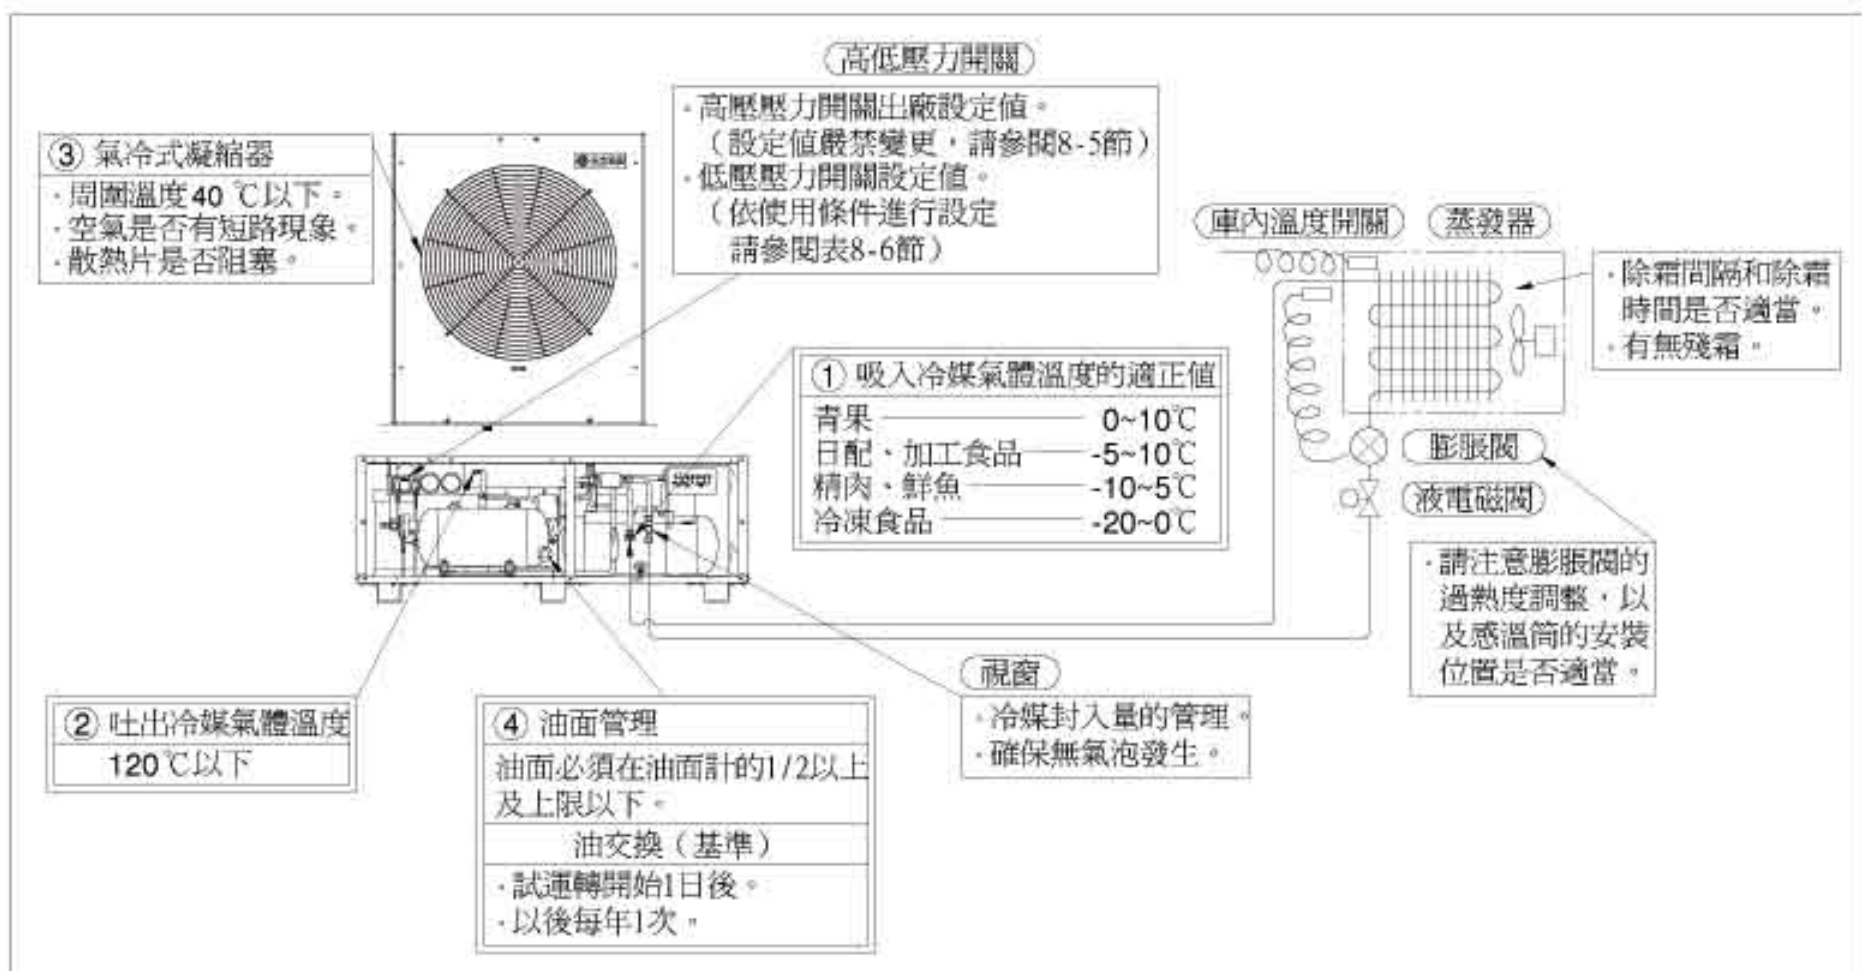 高低壓力開關
·高壓壓力開關出廠設定值。
（設定值嚴禁變更，請參閱8-5節）
·低壓壓力開關設定值。
（依使用條件進行設定
請參閱表8-6節）
③ 氣冷式凝縮器
·周圍溫度40 ℃以下。
·空氣是否有短路現象。
·散熱片是否阻塞。
庫內溫度開關
蒸發器
·除霜間隔和除霜
時間是否適當。
·有無殘霜。
① 吸入冷媒氣體溫度的適正值
青果 0~10℃
日配、加工食品 -5~10℃
精肉、鮮魚 -10~5℃
冷凍食品 -20~0℃
膨脹閥
液電磁閥
·請注意膨脹閥的
過熱度調整，以
及感溫筒的安裝
位置是否適當。
視窗
·冷媒封入量的管理。
·確保無氣泡發生。
② 吐出冷媒氣體溫度
120℃以下
④ 油面管理
油面必須在油面計的1/2以上
及上限以下。
油交換（基準）
·試運轉開始1日後。
·以後每年1次。